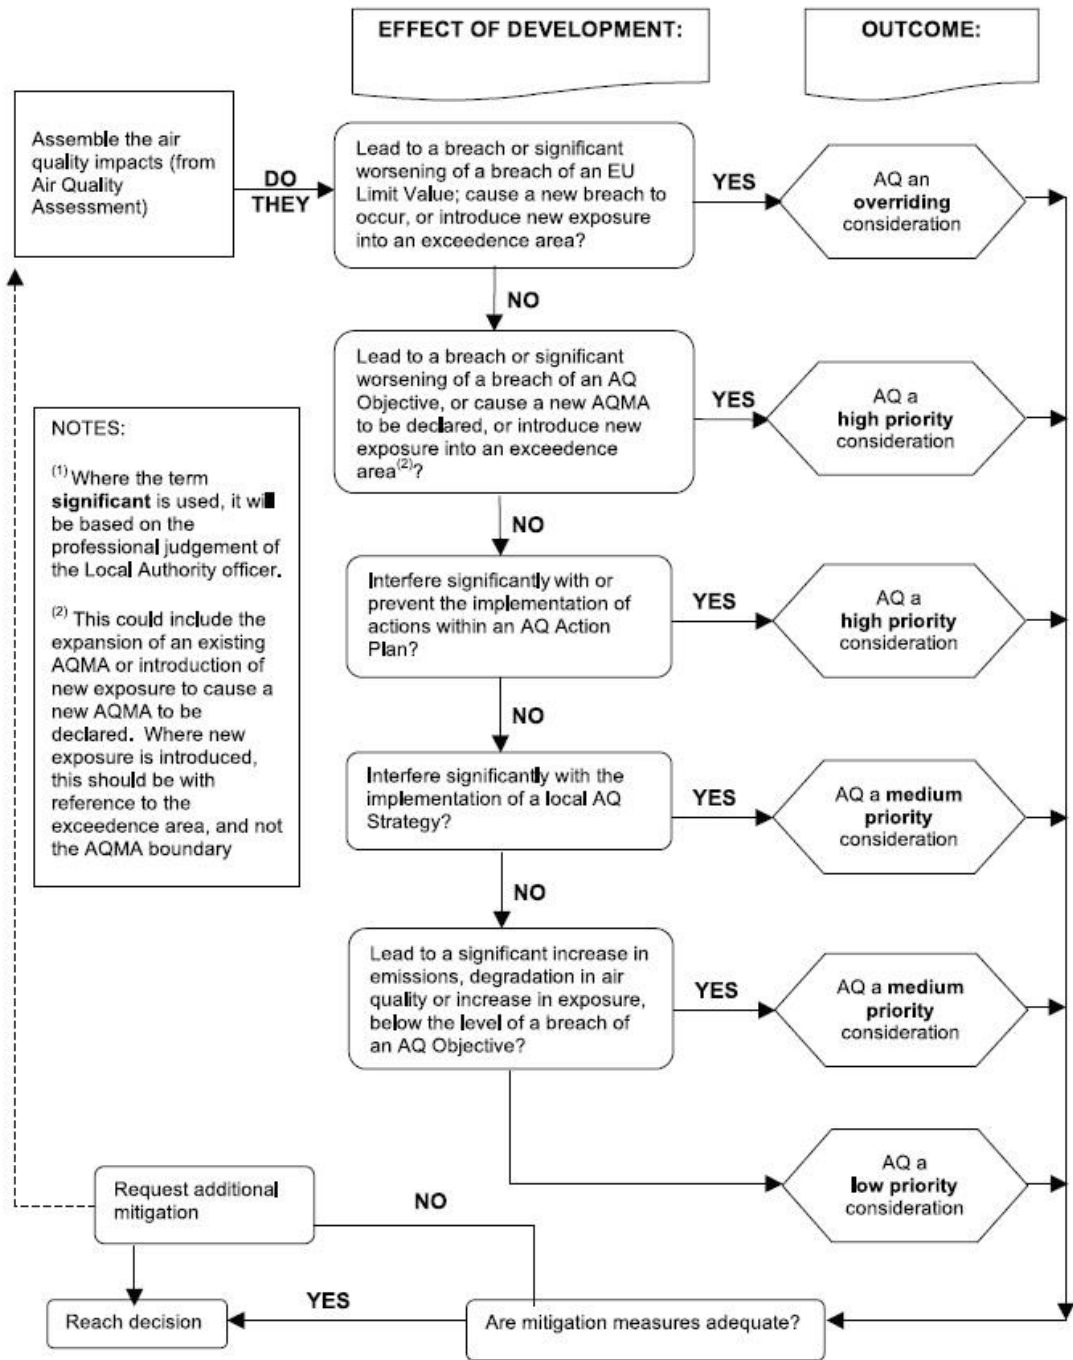 EFFECT OF DEVELOPMENT:
OUTCOME:
Assemble the air
quality impacts (from
Air Quality
Assessment)
DO
THEY
Lead to a breach or significant
worsening of a breach of an EU
Limit Value; cause a new breach to
occur, or introduce new exposure
into an exceedence area?
YES
AQ an
overriding
consideration
NO
Lead to a breach or significant
worsening of a breach of an AQ
Objective, or cause a new AQMA
to be declared, or introduce new
exposure into an exceedence
area(2)?
YES
AQ a
high priority
consideration
NOTES:
(1) Where the term
significant is used, it will
be based on the
professional judgement of
the Local Authority officer.
(2) This could include the
expansion of an existing
AQMA or introduction of
new exposure to cause a
new AQMA to be
declared. Where new
exposure is introduced,
this should be with
reference to the
exceedence area, and not
the AQMA boundary
NO
Interfere significantly with or
prevent the implementation of
actions within an AQ Action
Plan?
YES
AQ a
high priority
consideration
NO
Interfere significantly with the
implementation of a local AQ
Strategy?
YES
AQ a medium
priority
consideration
NO
Lead to a significant increase in
emissions, degradation in air
quality or increase in exposure,
below the level of a breach of
an AQ Objective?
YES
AQ a medium
priority
consideration
AQ a
low priority
consideration
Request additional
mitigation
NO
Reach decision
YES
Are mitigation measures adequate?